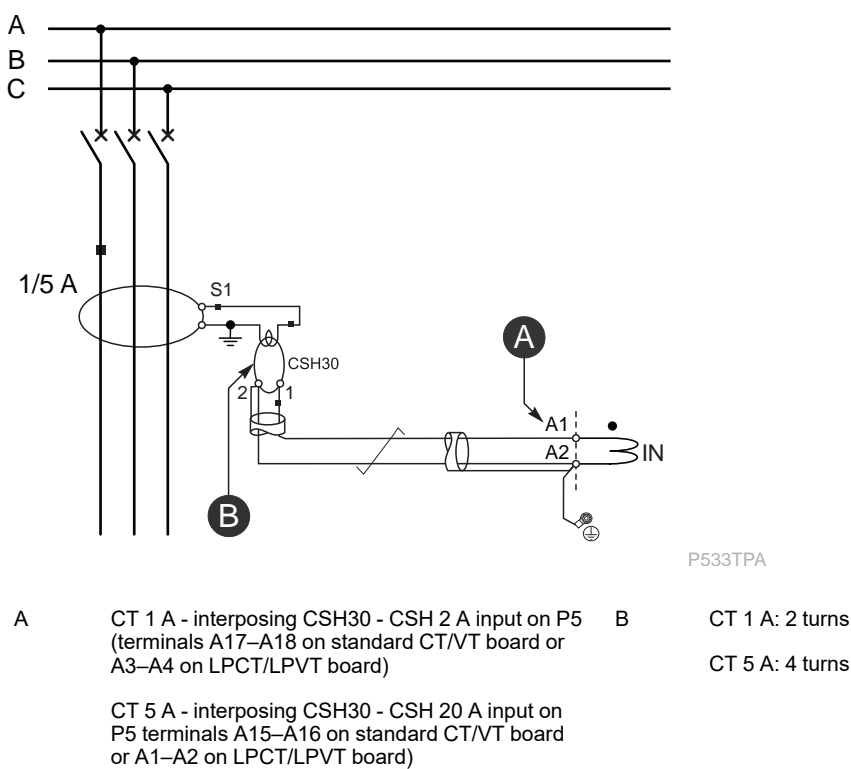 A
B
C
1/5 A
S1
CSH30
2
1
A
A1
A2
IN
B
P533TPA
A
CT 1 A - interposing CSH30 - CSH 2 A input on P5
(terminals A17–A18 on standard CT/VT board or
A3–A4 on LPCT/LPVT board)
CT 5 A - interposing CSH30 - CSH 20 A input on
P5 terminals A15–A16 on standard CT/VT board
or A1–A2 on LPCT/LPVT board)
B
CT 1 A: 2 turns
CT 5 A: 4 turns